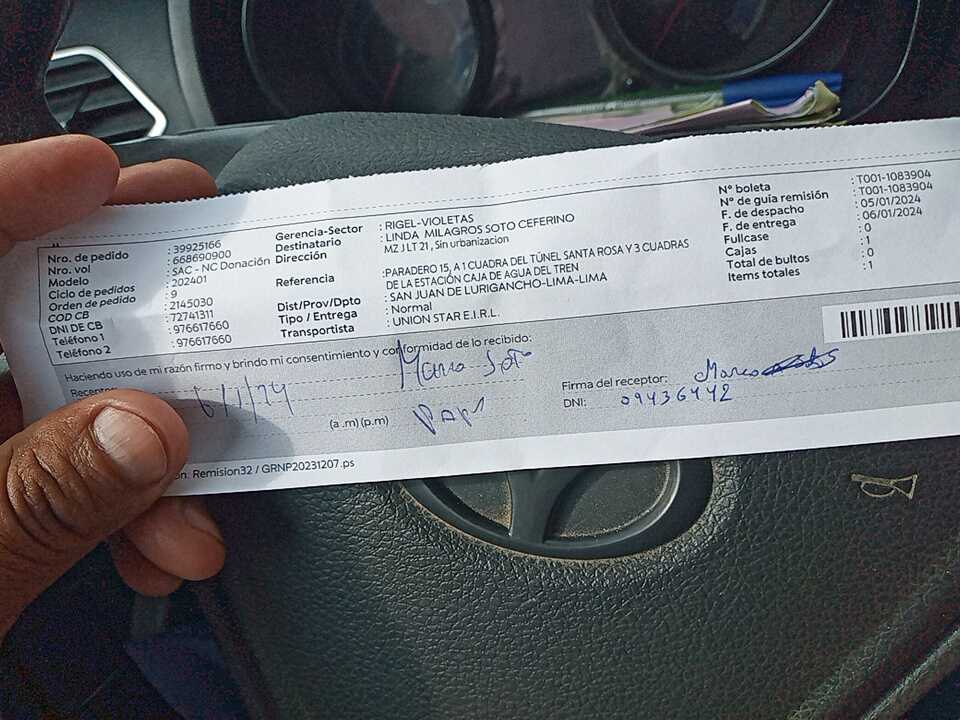 Nro. de pedido : 39925166
Nro. vol : 668690900
Modelo : SAC - NC Donación
Ciclo de pedidos : 202401
Orden de pedido : 9
COD CB : 2145030
DNI DE CB : 72741311
Teléfono 1 : 976617660
Teléfono 2 : 976617660
Gerencia-Sector : RIGEL-VIOLETAS
Destinatario : LINDA MILAGROS SOTO CEFERINO
Dirección MZ J LT 21 , Sin urbanizacion
Referencia :PARADERO 15, A 1 CUADRA DEL TÚNEL SANTA ROSA Y 3 CUADRAS
DE LA ESTACIÓN CAJA DE AGUA DEL TREN
Dist/Prov/Dpto : SAN JUAN DE LURIGANCHO-LIMA-LIMA
Tipo / Entrega : Normal
Transportista : UNION STAR E.I.R.L.
N° boleta : T001-1083904
N° de guía remisión : T001-1083904
F. de despacho : 05/01/2024
F. de entrega : 06/01/2024
Fullcase : 0
Cajas : 1
Total de bultos : 0
Items totales : 1
Haciendo uso de mi razón firmo y brindo mi consentimiento y conformidad de lo recibido:
6/1/24
(a .m) (p.m)
Firma del receptor:
DNI: 09436442
Remision32 / GRNP20231207.ps